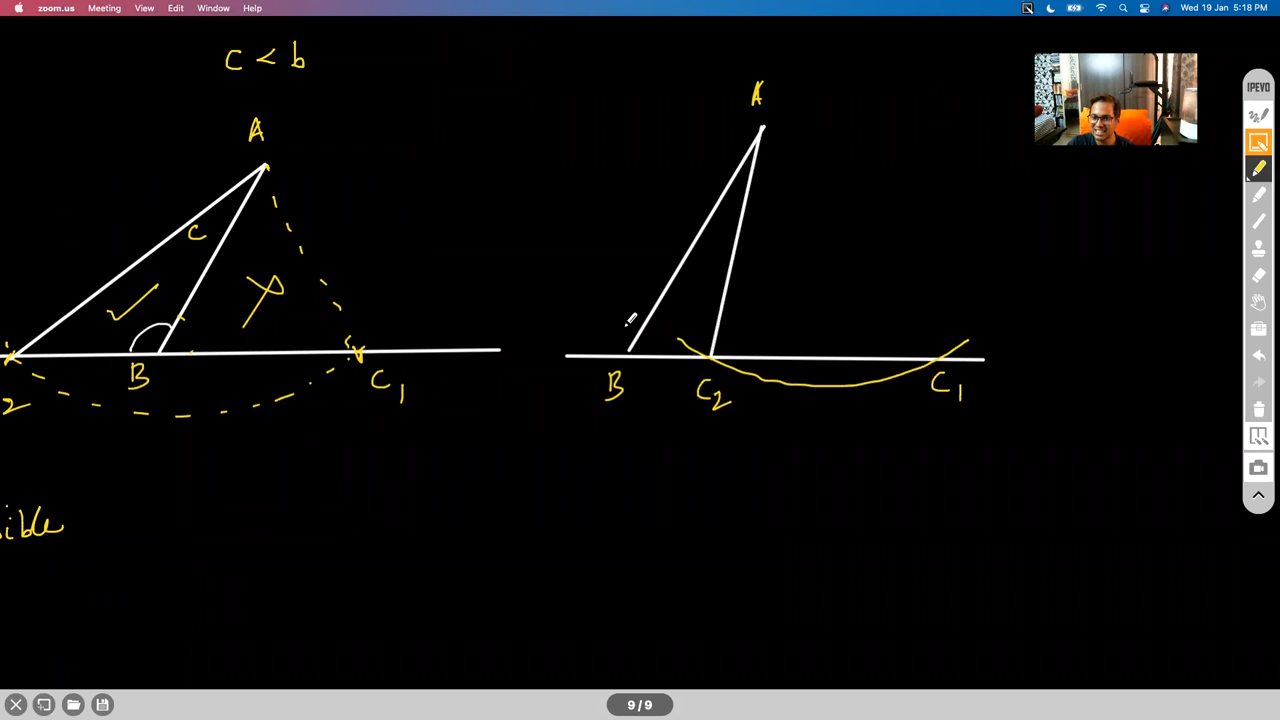 zoom.us Meeting View Edit Window Help Wed 19 Jan 5:18 PM
IPEVO
c < b
A
A
c
B
C1
2
B
C2
C1
ible
9 / 9